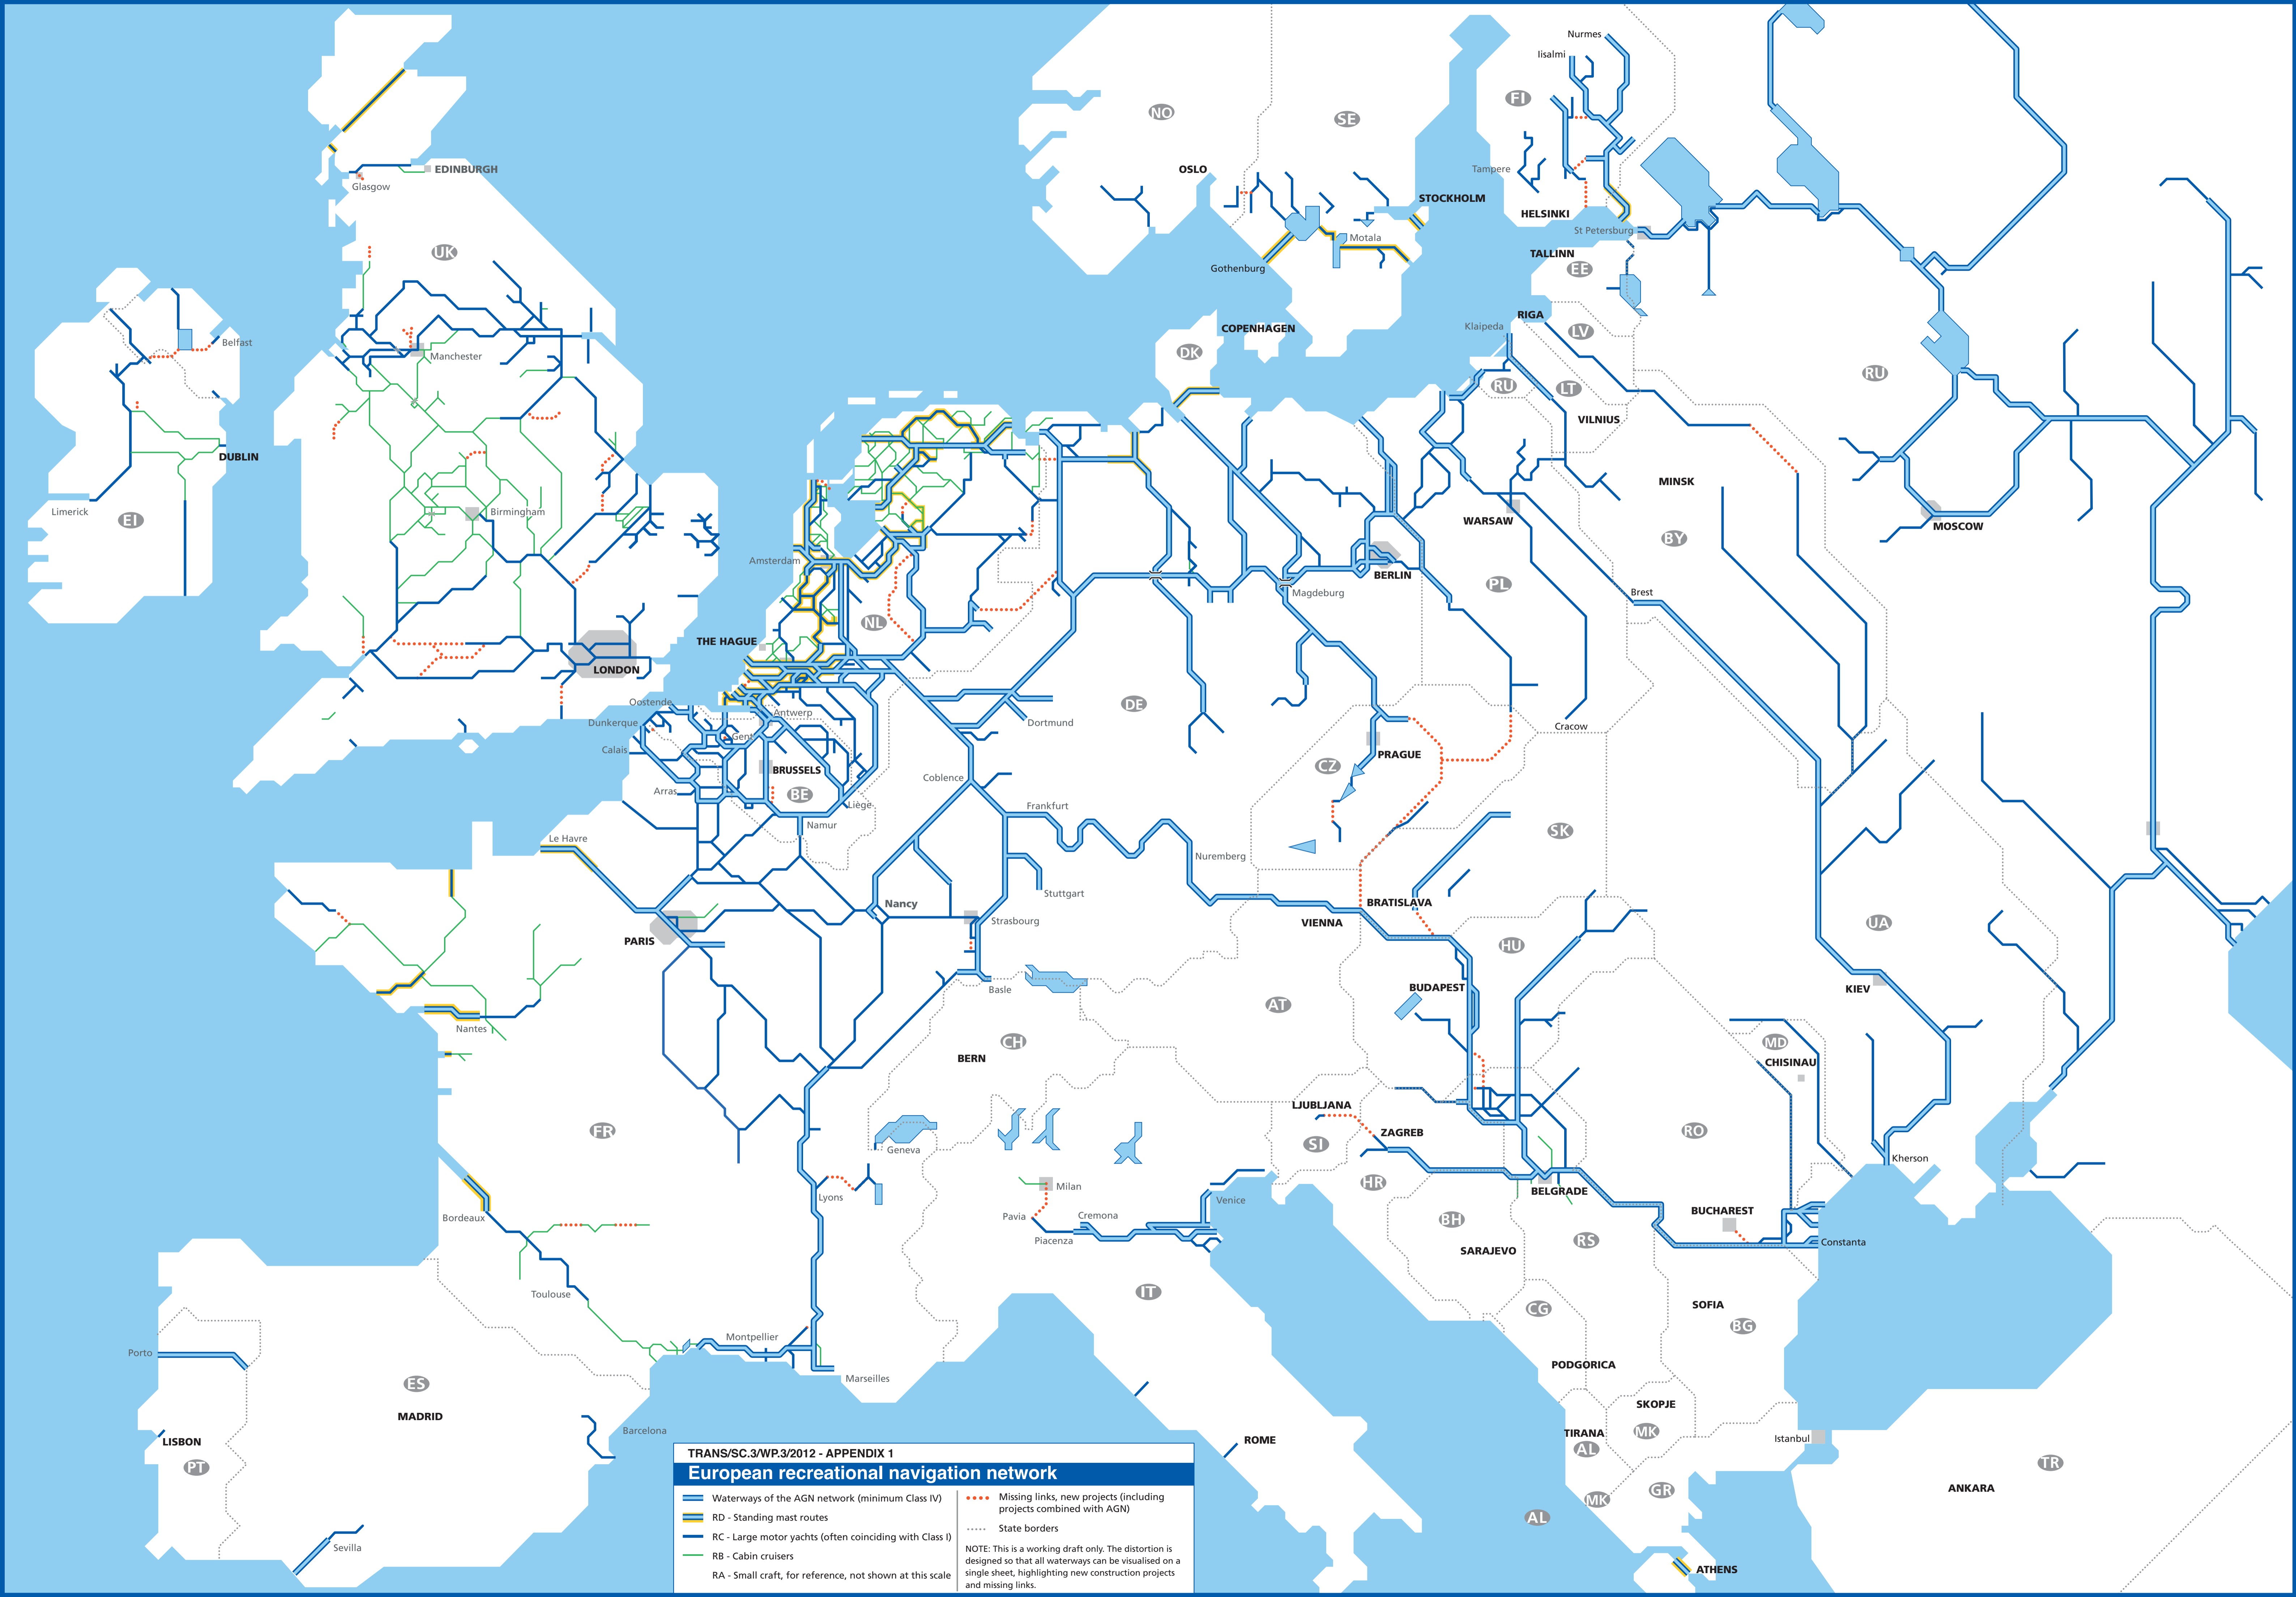 Nurmes
Iisalmi
FI
NO
SE
EDINBURGH
Glasgow
OSLO
Tampere
STOCKHOLM
HELSINKI
St Petersburg
UK
Motala
Gothenburg
TALLINN
EE
RIGA
Klaipeda
LV
COPENHAGEN
Belfast
Manchester
DK
RU
LT
RU
VILNIUS
DUBLIN
MINSK
Limerick
EI
Birmingham
WARSAW
MOSCOW
BY
Amsterdam
BERLIN
PL
Magdeburg
Brest
NL
THE HAGUE
LONDON
Oostende
Antwerp
DE
Dunkerque
Dortmund
Cracow
Gent
Calais
PRAGUE
BRUSSELS
CZ
Coblence
Arras
BE
Liège
Frankfurt
Namur
SK
Le Havre
Nuremberg
Stuttgart
Nancy
BRATISLAVA
Strasbourg
VIENNA
UA
PARIS
HU
BUDAPEST
KIEV
Basle
AT
Nantes
CH
MD
BERN
CHISINAU
LJUBLJANA
FR
ZAGREB
RO
SI
Geneva
Kherson
HR
Milan
BELGRADE
Lyons
Venice
BUCHAREST
Pavia
Cremona
Bordeaux
BH
Piacenza
RS
Constanta
SARAJEVO
IT
Toulouse
CG
SOFIA
BG
Montpellier
Porto
PODGORICA
Marseilles
ES
SKOPJE
MADRID
Barcelona
TIRANA
MK
LISBON
ROME
Istanbul
AL
PT
TR
GR
ANKARA
MK
AL
Sevilla
ATHENS
TRANS/SC.3/WP.3/2012 - APPENDIX 1
European recreational navigation network
Waterways of the AGN network (minimum Class IV)
RD - Standing mast routes
RC - Large motor yachts (often coinciding with Class I)
RB - Cabin cruisers
RA - Small craft, for reference, not shown at this scale
Missing links, new projects (including
projects combined with AGN)
State borders
NOTE: This is a working draft only. The distortion is
designed so that all waterways can be visualised on a
single sheet, highlighting new construction projects
and missing links.